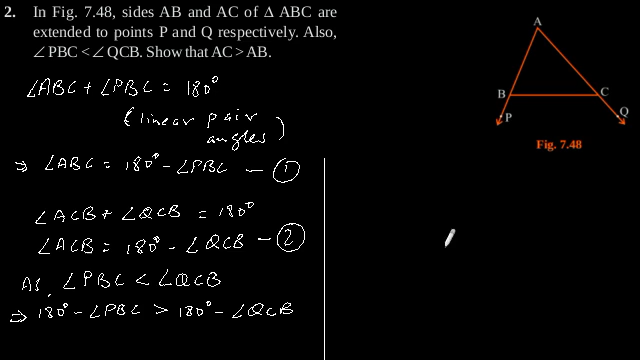 2. In Fig. 7.48, sides AB and AC of Δ ABC are
extended to points P and Q respectively. Also,
∠PBC < ∠QCB. Show that AC > AB.
∠ABC + ∠PBC = 180°
(linear pair
angles)
⇒ ∠ABC = 180° - ∠PBC — ①
∠ACB + ∠QCB = 180°
∠ACB = 180° - ∠QCB — ②
As, ∠PBC < ∠QCB
⇒ 180° - ∠PBC > 180° - ∠QCB
A
B
C
P
Q
Fig. 7.48